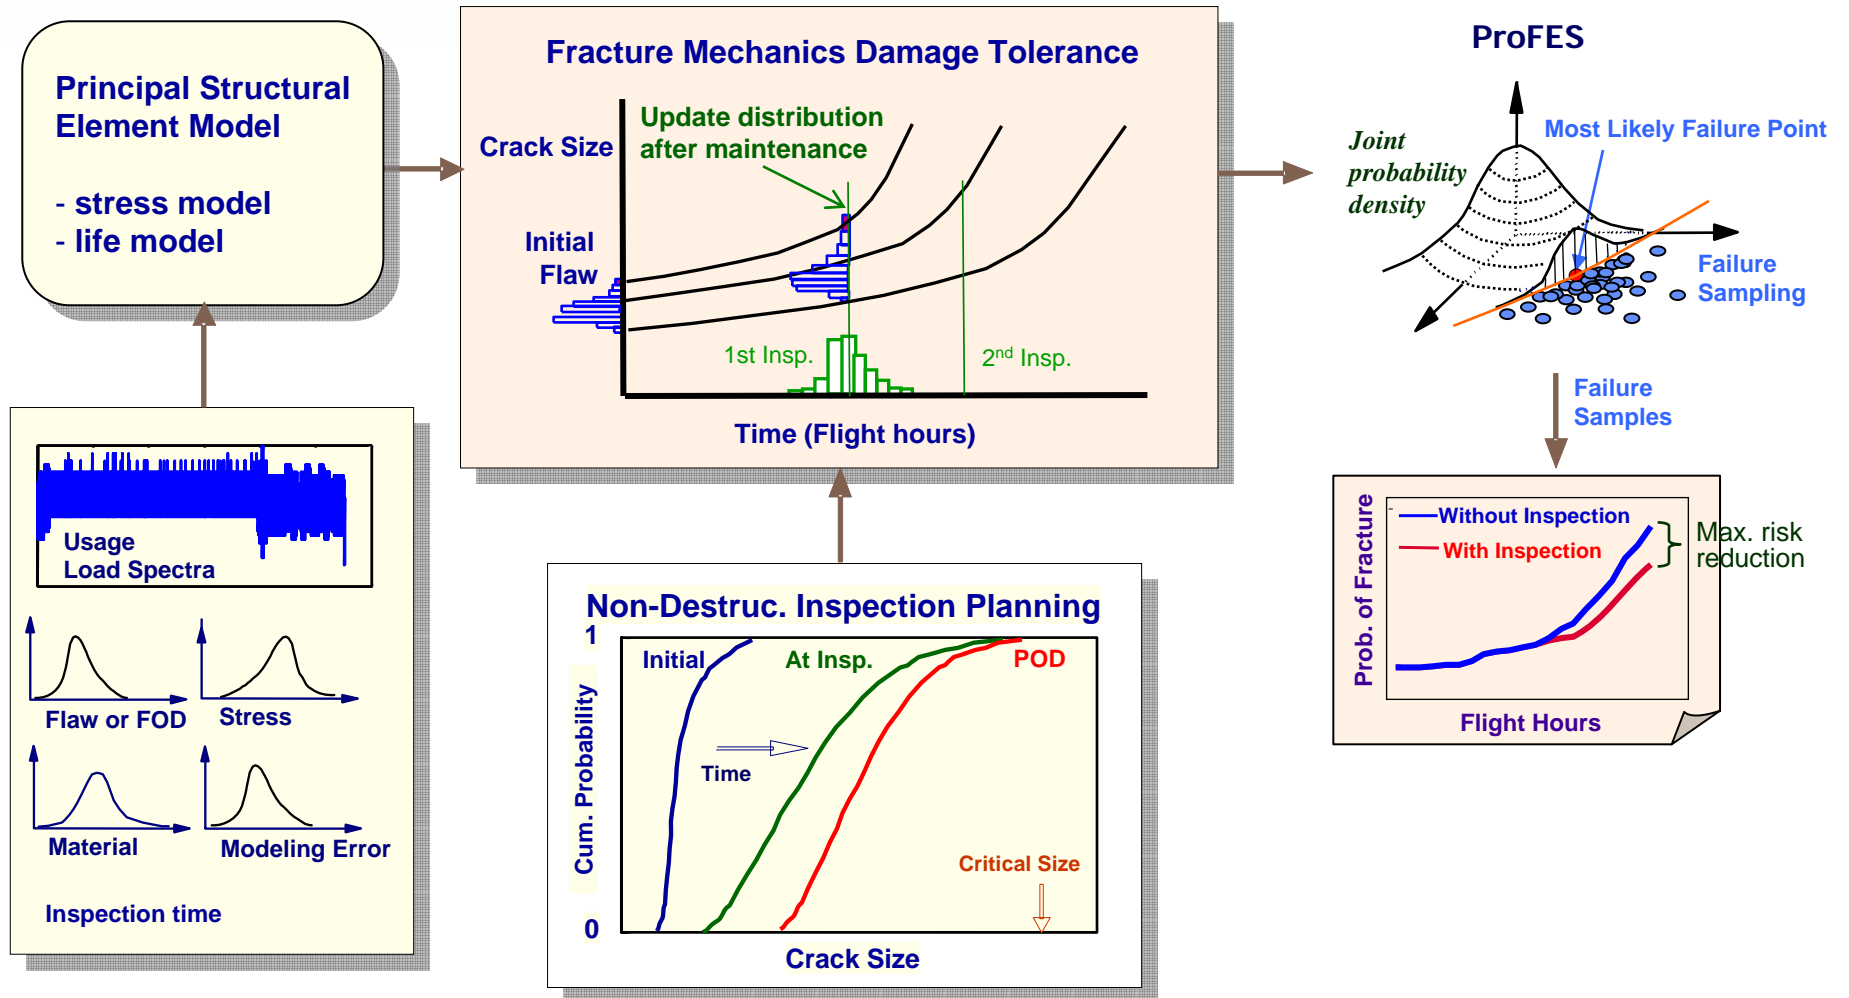 Principal Structural
Element Model
- stress model
- life model
Usage
Load Spectra
Flaw or FOD
Stress
Material
Modeling Error
Inspection time
Fracture Mechanics Damage Tolerance
Update distribution
after maintenance
Crack Size
Initial
Flaw
1st Insp.
2nd Insp.
Time (Flight hours)
Non-Destruc. Inspection Planning
1
Initial
At Insp.
POD
Cum. Probability
Time
Critical Size
0
Crack Size
ProFES
Most Likely Failure Point
Joint
probability
density
Failure
Sampling
Failure
Samples
Prob. of Fracture
Without Inspection
With Inspection
Max. risk
reduction
Flight Hours